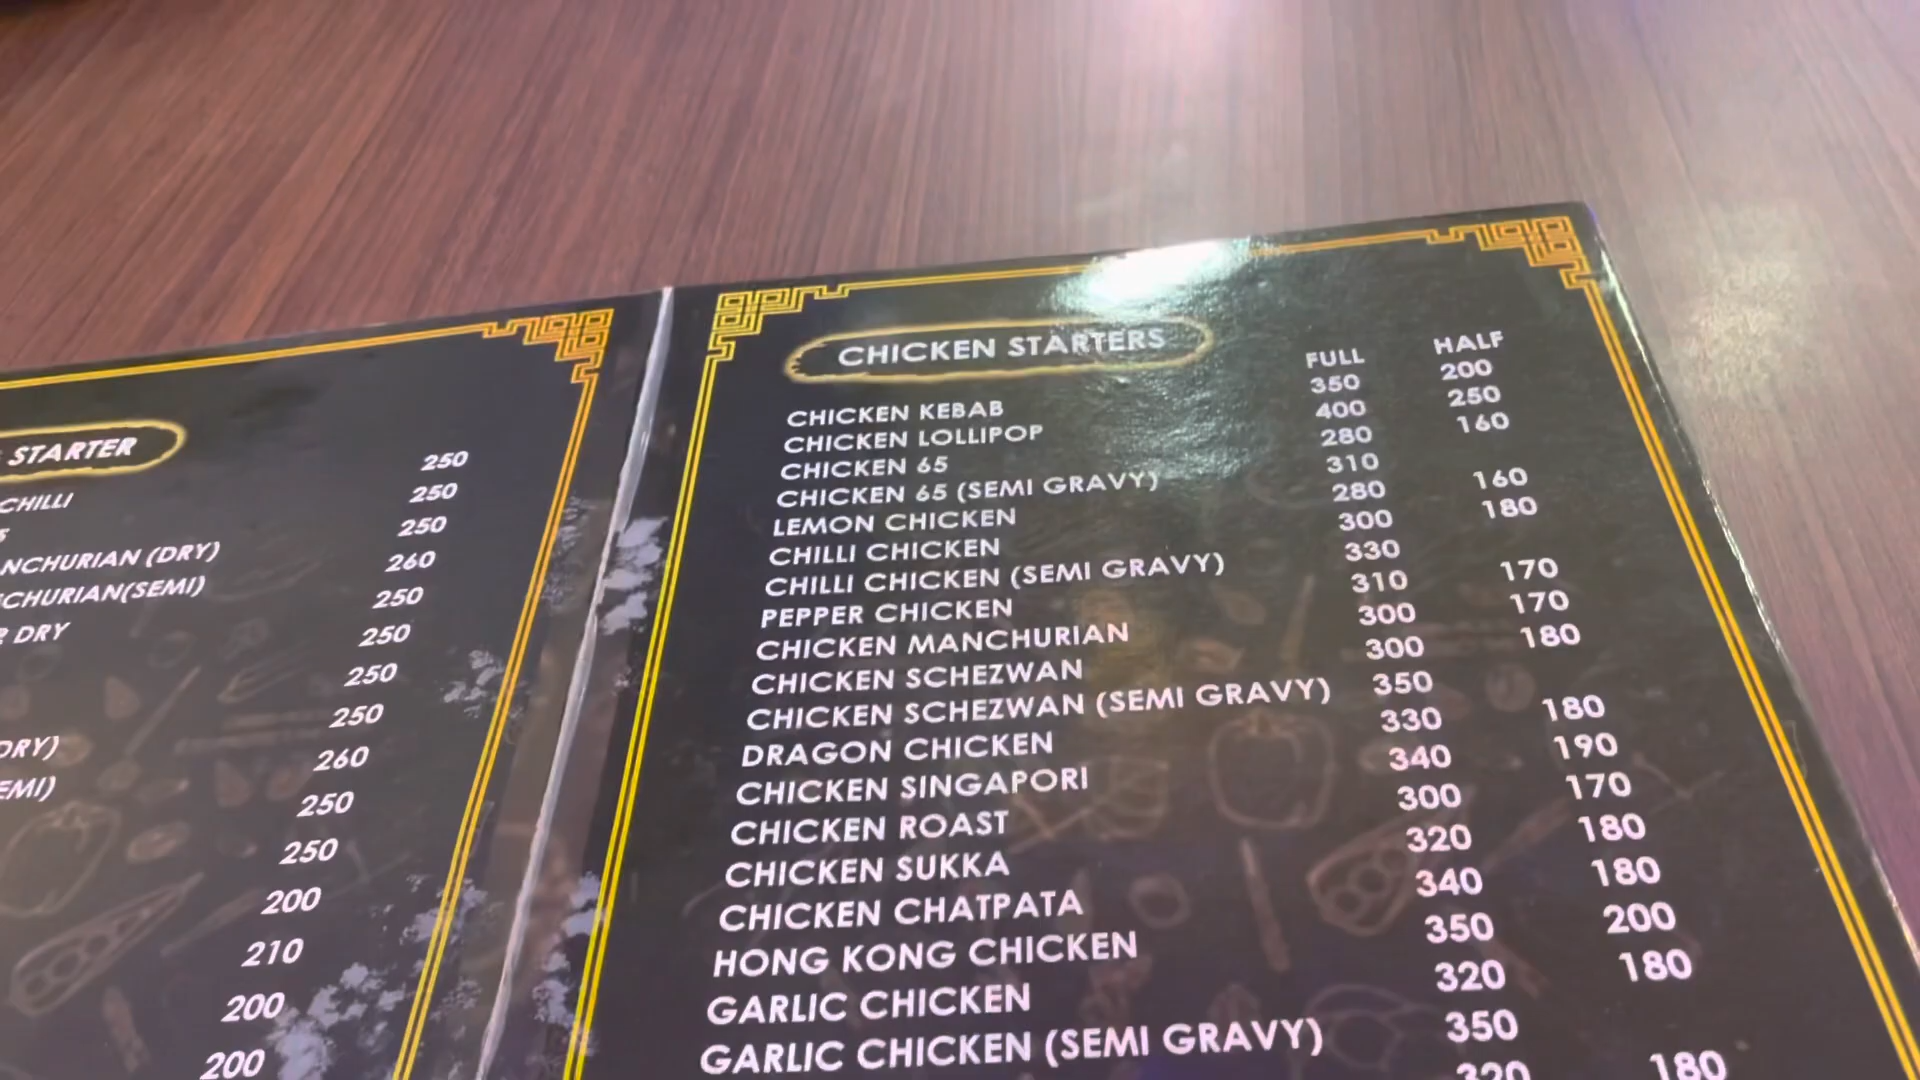 STARTER
250
CHILLI 250
250
NCHURIAN (DRY) 260
CHURIAN(SEMI) 250
DRY 250
250
250
DRY) 260
EMI) 250
250
200
210
200
200
CHICKEN STARTERS
FULL HALF
CHICKEN KEBAB 350 200
CHICKEN LOLLIPOP 400 250
CHICKEN 65 280 160
CHICKEN 65 (SEMI GRAVY) 310
LEMON CHICKEN 280 160
CHILLI CHICKEN 300 180
CHILLI CHICKEN (SEMI GRAVY) 330
PEPPER CHICKEN 310 170
CHICKEN MANCHURIAN 300 170
CHICKEN SCHEZWAN 300 180
CHICKEN SCHEZWAN (SEMI GRAVY) 350
DRAGON CHICKEN 330 180
CHICKEN SINGAPORI 340 190
CHICKEN ROAST 300 170
CHICKEN SUKKA 320 180
CHICKEN CHATPATA 340 180
HONG KONG CHICKEN 350 200
GARLIC CHICKEN 320 180
GARLIC CHICKEN (SEMI GRAVY) 350
320 180